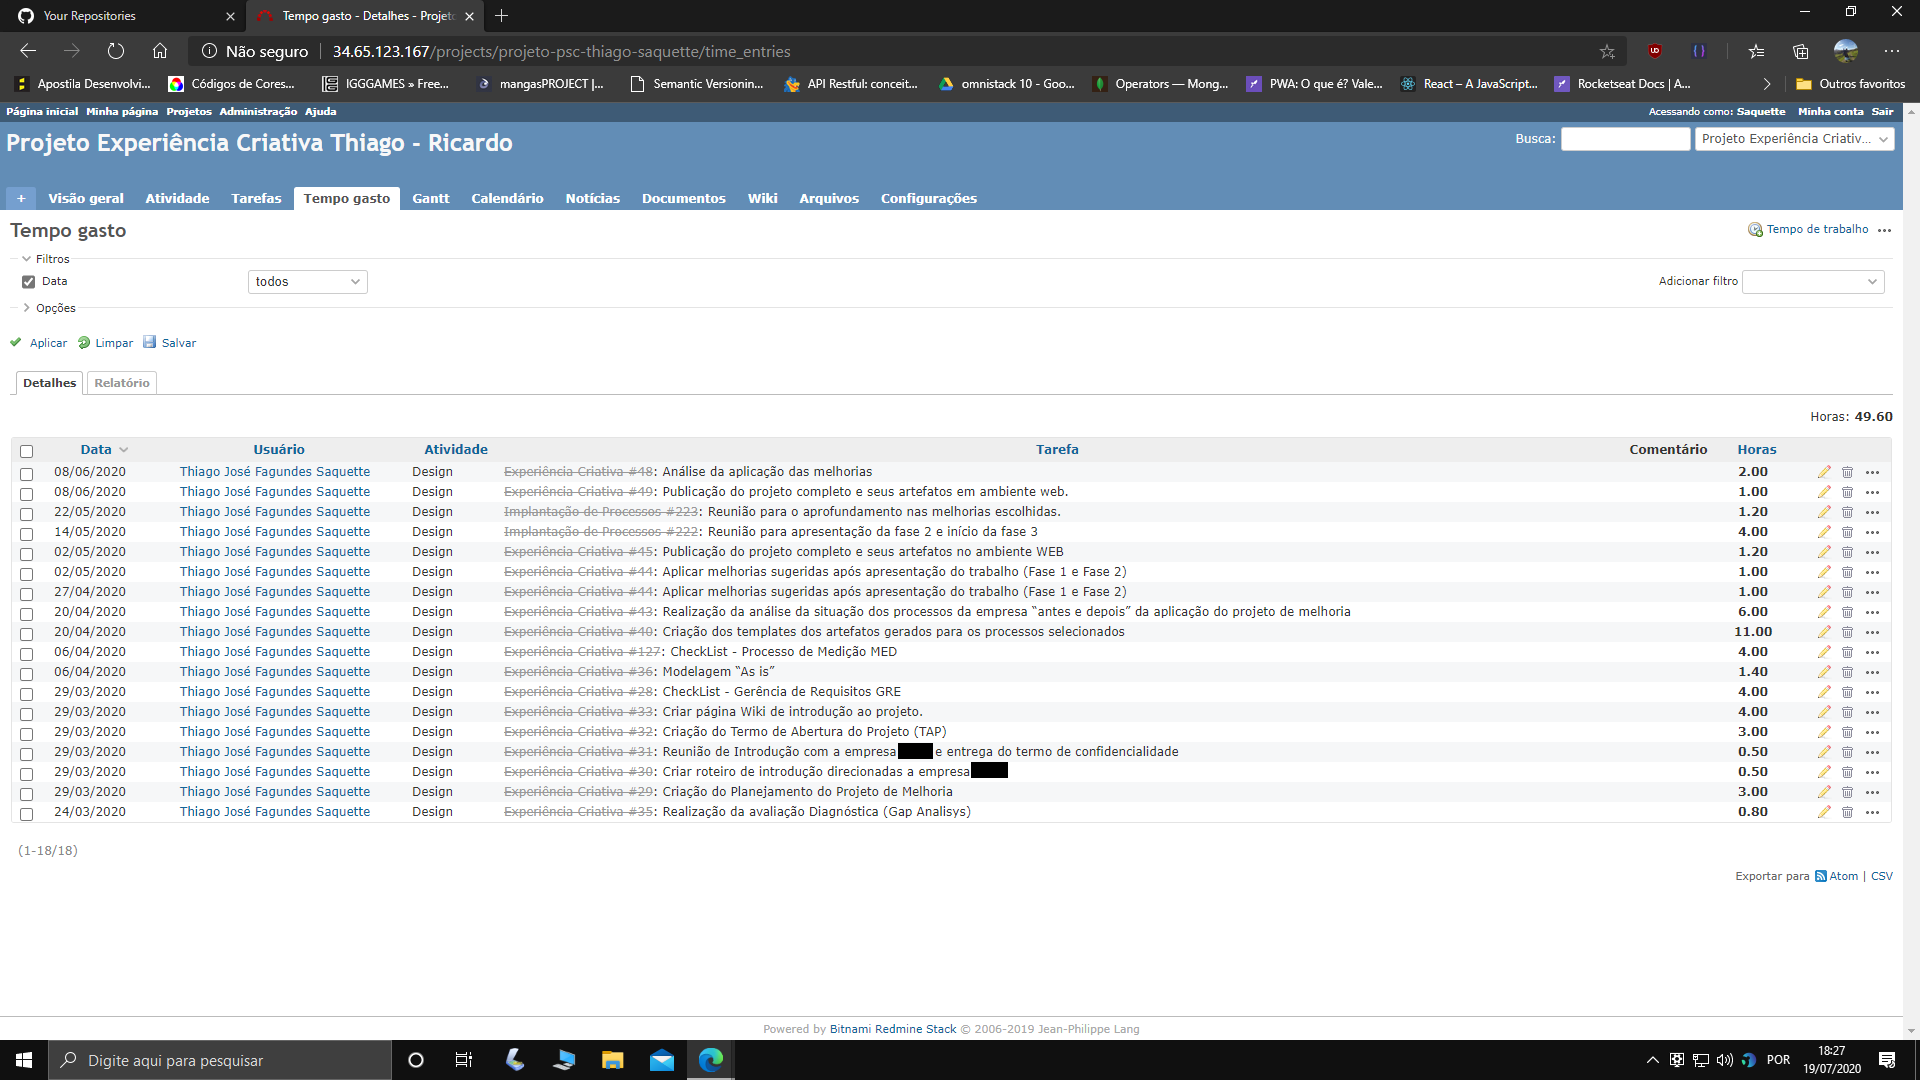 Your Repositories
Tempo gasto - Detalhes - Projeto
Não seguro
34.65.123.167/projects/projeto-psc-thiago-saquette/time_entries
Apostila Desenvolvi...
Códigos de Cores...
IGGGAMES » Free...
mangasPROJECT |...
Semantic Versionin...
API Restful: conceit...
omnistack 10 - Goo...
Operators — Mong...
PWA: O que é? Vale...
React – A JavaScript...
Rocketseat Docs | A...
Outros favoritos
Página inicial Minha página Projetos Administração Ajuda
Acessando como: Saquette Minha conta Sair
Projeto Experiência Criativa Thiago - Ricardo
Busca:
Projeto Experiência Criativ...
+ Visão geral Atividade Tarefas Tempo gasto Gantt Calendário Notícias Documentos Wiki Arquivos Configurações
Tempo gasto
Tempo de trabalho ...
Filtros
Data
todos
Adicionar filtro
Opções
Aplicar Limpar Salvar
Detalhes Relatório
Horas: 49.60
Data Usuário Atividade Tarefa Comentário Horas
08/06/2020 Thiago José Fagundes Saquette Design Experiência Criativa #48: Análise da aplicação das melhorias 2.00
08/06/2020 Thiago José Fagundes Saquette Design Experiência Criativa #49: Publicação do projeto completo e seus artefatos em ambiente web. 1.00
22/05/2020 Thiago José Fagundes Saquette Design Implantação de Processos #223: Reunião para o aprofundamento nas melhorias escolhidas. 1.20
14/05/2020 Thiago José Fagundes Saquette Design Implantação de Processos #222: Reunião para apresentação da fase 2 e início da fase 3 4.00
02/05/2020 Thiago José Fagundes Saquette Design Experiência Criativa #45: Publicação do projeto completo e seus artefatos no ambiente WEB 1.20
02/05/2020 Thiago José Fagundes Saquette Design Experiência Criativa #44: Aplicar melhorias sugeridas após apresentação do trabalho (Fase 1 e Fase 2) 1.00
27/04/2020 Thiago José Fagundes Saquette Design Experiência Criativa #44: Aplicar melhorias sugeridas após apresentação do trabalho (Fase 1 e Fase 2) 1.00
20/04/2020 Thiago José Fagundes Saquette Design Experiência Criativa #43: Realização da análise da situação dos processos da empresa “antes e depois” da aplicação do projeto de melhoria 6.00
20/04/2020 Thiago José Fagundes Saquette Design Experiência Criativa #40: Criação dos templates dos artefatos gerados para os processos selecionados 11.00
06/04/2020 Thiago José Fagundes Saquette Design Experiência Criativa #127: CheckList - Processo de Medição MED 4.00
06/04/2020 Thiago José Fagundes Saquette Design Experiência Criativa #36: Modelagem “As is” 1.40
29/03/2020 Thiago José Fagundes Saquette Design Experiência Criativa #28: CheckList - Gerência de Requisitos GRE 4.00
29/03/2020 Thiago José Fagundes Saquette Design Experiência Criativa #33: Criar página Wiki de introdução ao projeto. 4.00
29/03/2020 Thiago José Fagundes Saquette Design Experiência Criativa #32: Criação do Termo de Abertura do Projeto (TAP) 3.00
29/03/2020 Thiago José Fagundes Saquette Design Experiência Criativa #31: Reunião de Introdução com a empresa e entrega do termo de confidencialidade 0.50
29/03/2020 Thiago José Fagundes Saquette Design Experiência Criativa #30: Criar roteiro de introdução direcionadas a empresa 0.50
29/03/2020 Thiago José Fagundes Saquette Design Experiência Criativa #29: Criação do Planejamento do Projeto de Melhoria 3.00
24/03/2020 Thiago José Fagundes Saquette Design Experiência Criativa #35: Realização da avaliação Diagnóstica (Gap Analisys) 0.80
(1-18/18)
Exportar para Atom | CSV
Powered by Bitnami Redmine Stack © 2006-2019 Jean-Philippe Lang
Digite aqui para pesquisar
POR
18:27
19/07/2020